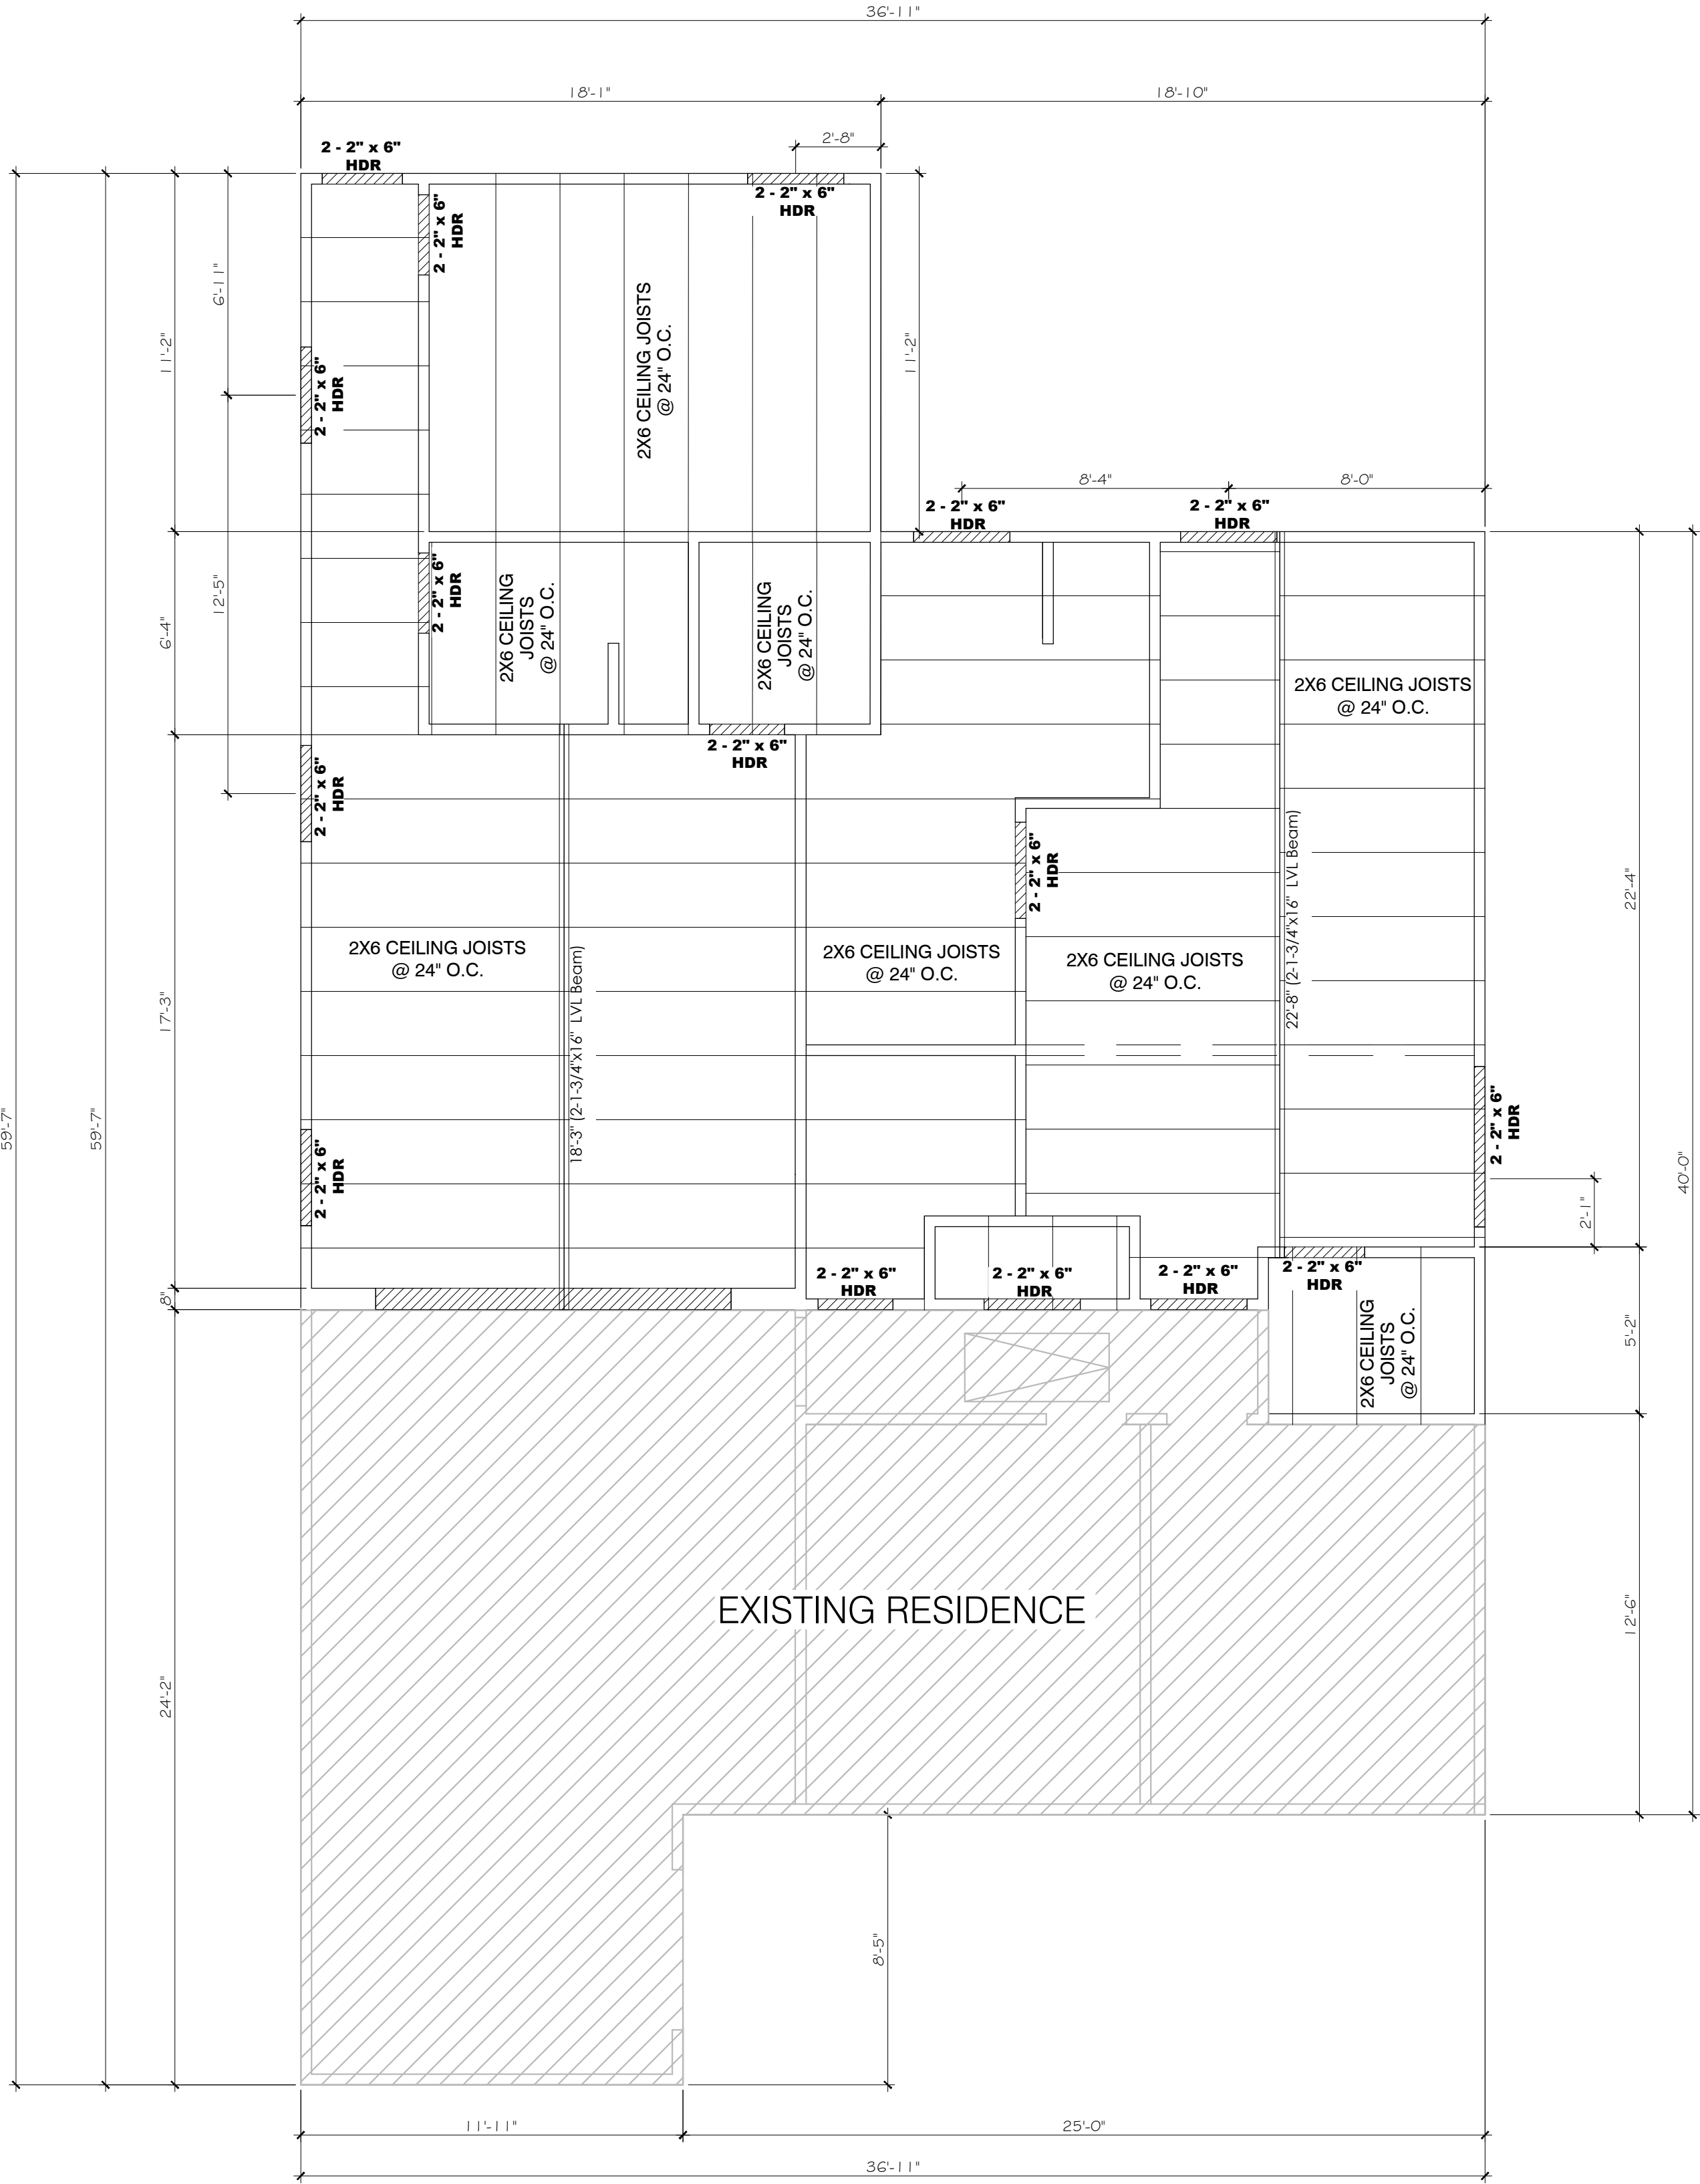 36'-11"
18'-1"
18'-10"
2'-8"
2 - 2" x 6"
HDR
2 - 2" x 6"
HDR
2 - 2" x 6"
HDR
6'-11"
11'-2"
2X6 CEILING JOISTS
@ 24" O.C.
11'-2"
2 - 2" x 6"
HDR
8'-4"
8'-0"
2 - 2" x 6"
HDR
2 - 2" x 6"
HDR
12'-5"
6'-4"
2 - 2" x 6"
HDR
2X6 CEILING
JOISTS
@ 24" O.C.
2X6 CEILING
JOISTS
@ 24" O.C.
2X6 CEILING JOISTS
@ 24" O.C.
2 - 2" x 6"
HDR
2 - 2" x 6"
HDR
2 - 2" x 6"
HDR
22'-8" (2-1-3/4"x16" LVL Beam)
22'-4"
2X6 CEILING JOISTS
@ 24" O.C.
2X6 CEILING JOISTS
@ 24" O.C.
2X6 CEILING JOISTS
@ 24" O.C.
17'-3"
18'-3" (2-1-3/4"x16" LVL Beam)
59'-7"
59'-7"
2 - 2" x 6"
HDR
2 - 2" x 6"
HDR
40'-0"
2'-1"
8"
2 - 2" x 6"
HDR
2 - 2" x 6"
HDR
2 - 2" x 6"
HDR
2 - 2" x 6"
HDR
2X6 CEILING
JOISTS
@ 24" O.C.
5'-2"
EXISTING RESIDENCE
12'-6"
24'-2"
8'-5"
11'-11"
25'-0"
36'-11"